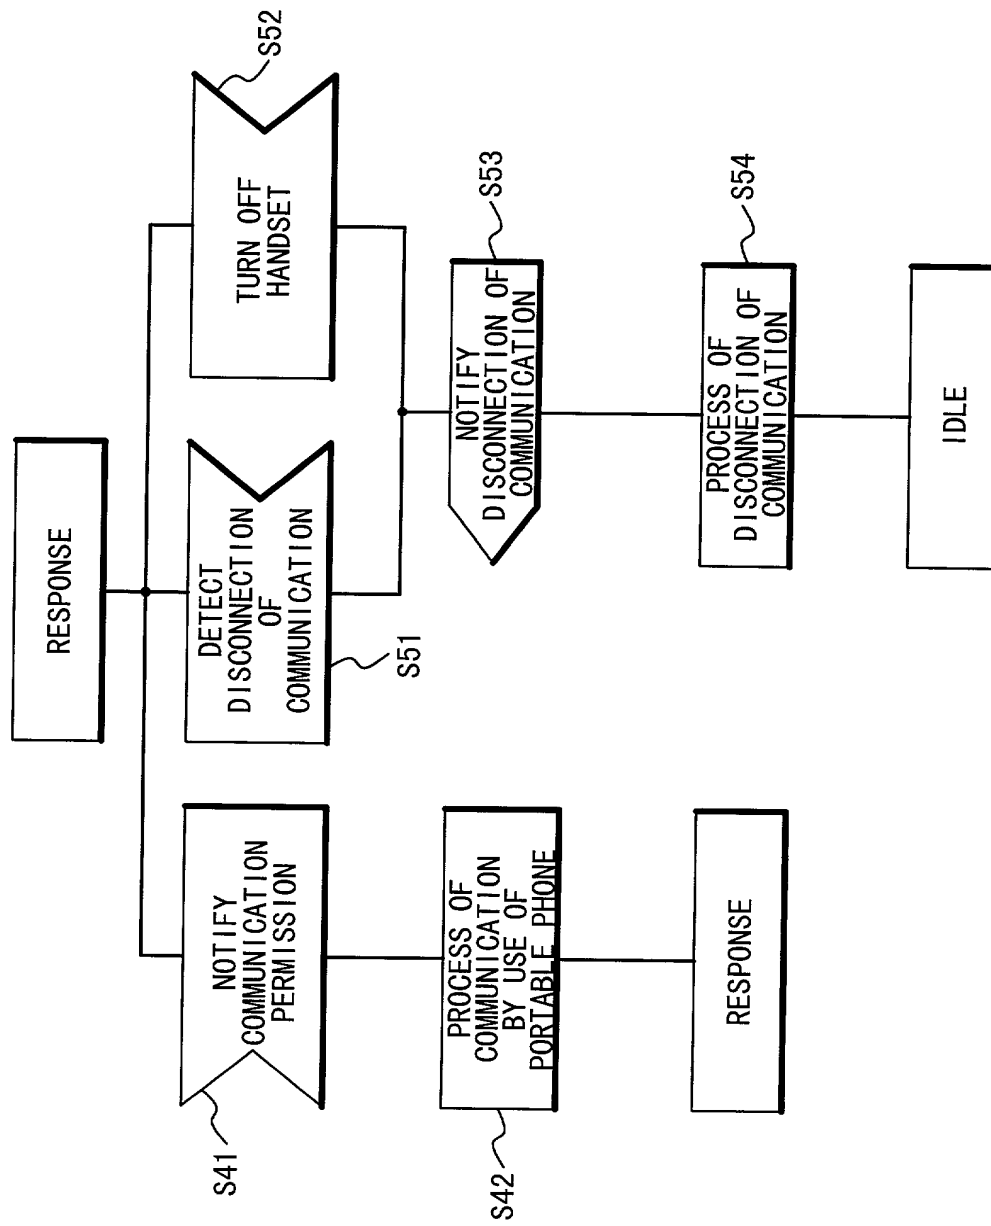 RESPONSE
S41
NOTIFY
COMMUNICATION
PERMISSION
DETECT
DISCONNECTION
OF
COMMUNICATION
S51
TURN OFF
HANDSET
S52
S42
PROCESS OF
COMMUNICATION
BY USE OF
PORTABLE PHONE
NOTIFY
DISCONNECTION OF
COMMUNICATION
S53
RESPONSE
PROCESS OF
DISCONNECTION OF
COMMUNICATION
S54
IDLE